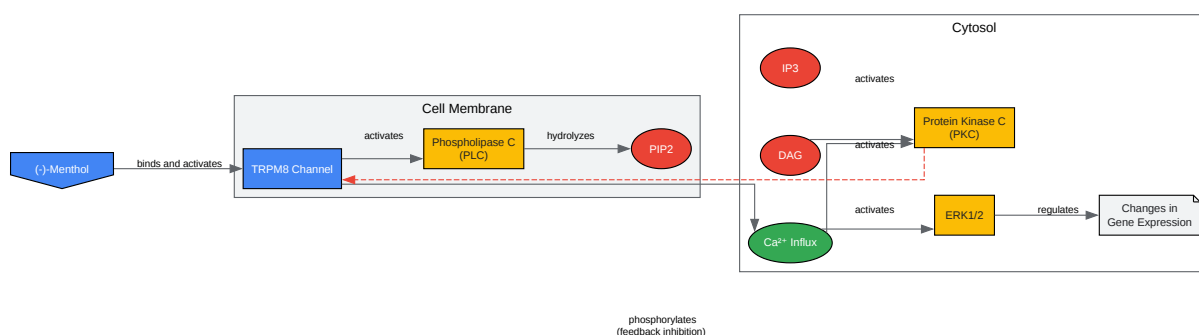 Cytosol
IP3
activates
Cell Membrane
Protein Kinase C
(PKC)
activates
Phospholipase C
(PLC)
hydrolyzes
PIP2
DAG
activates
(-)-Menthol
binds and activates
TRPM8 Channel
activates
ERK1/2
regulates
Changes in
Gene Expression
Ca²⁺ Influx
phosphorylates
(feedback inhibition)